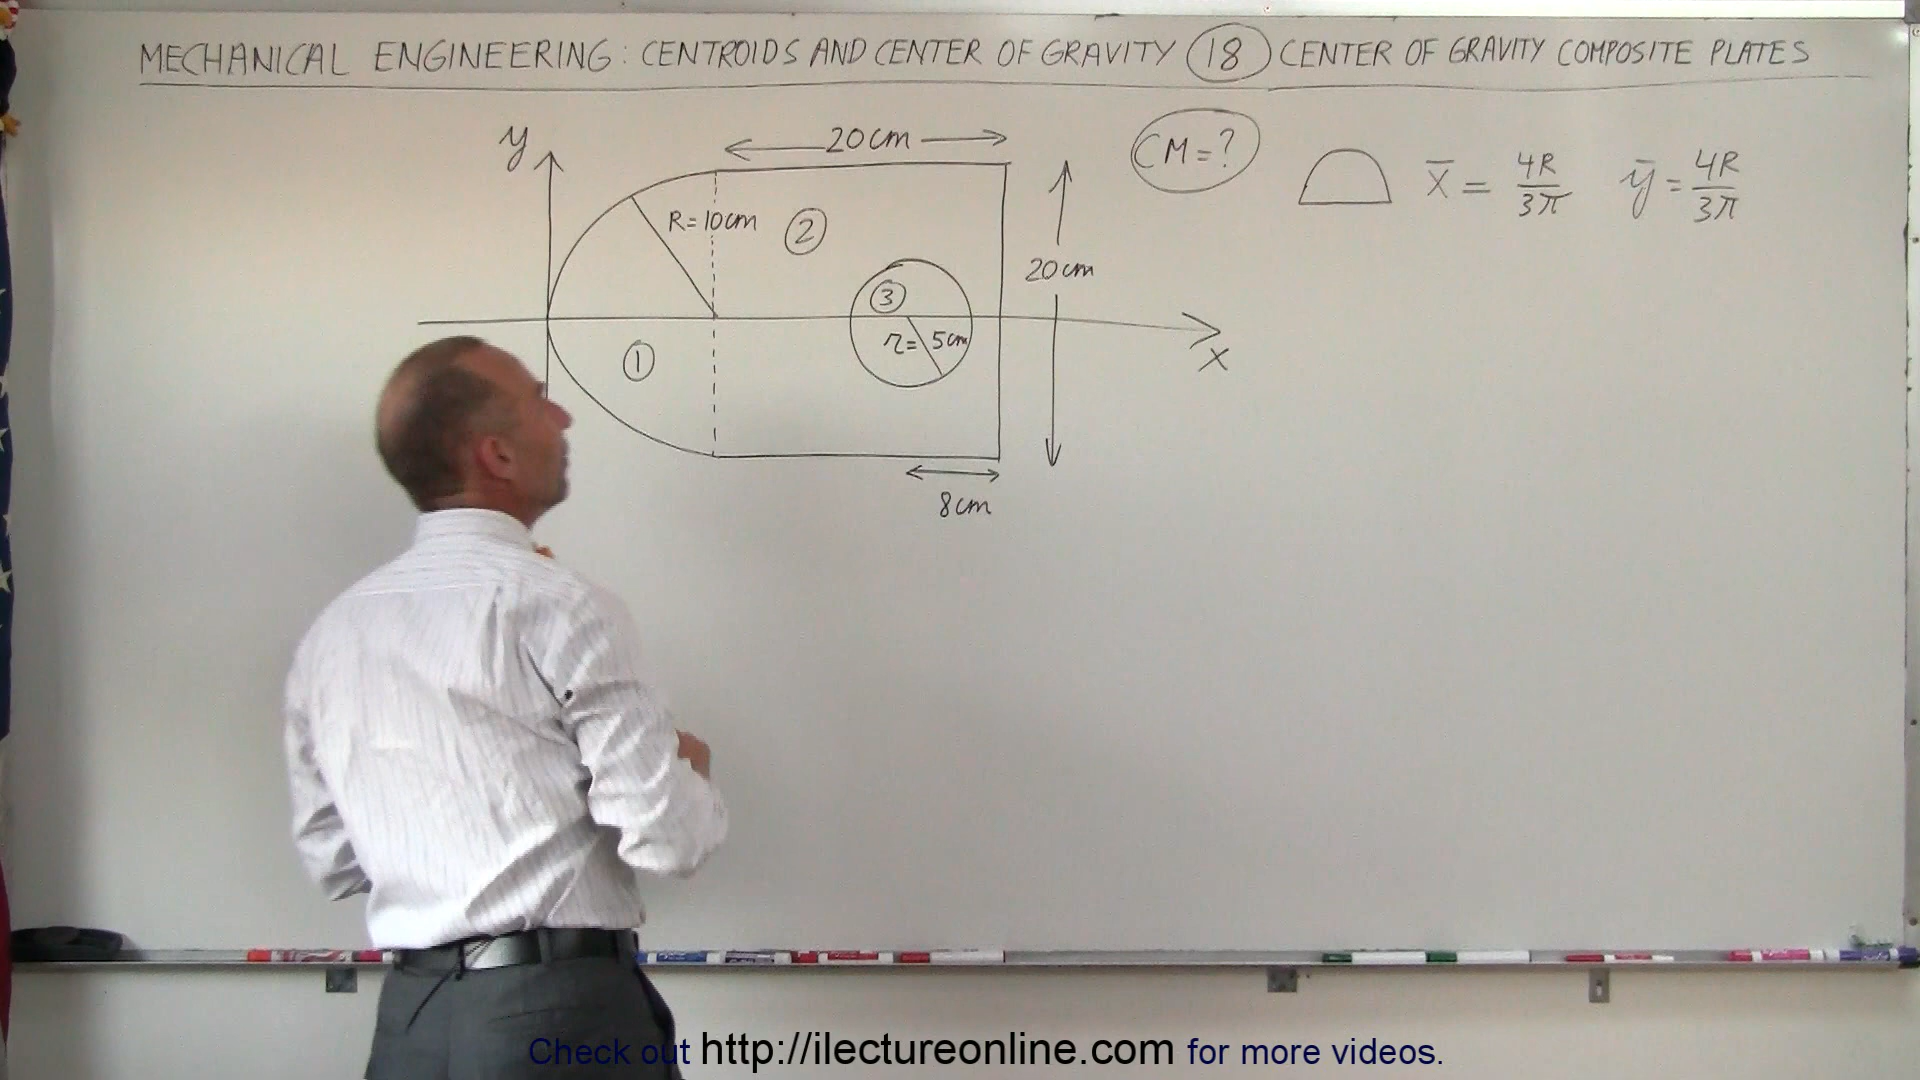 MECHANICAL ENGINEERING: CENTROIDS AND CENTER OF GRAVITY 18 CENTER OF GRAVITY COMPOSITE PLATES
y
20cm
CM=?
x̄ = 4R/3π ȳ = 4R/3π
R=10cm
2
20cm
3
r= 5cm
1
x
8cm
Check out http://ilectureonline.com for more videos.